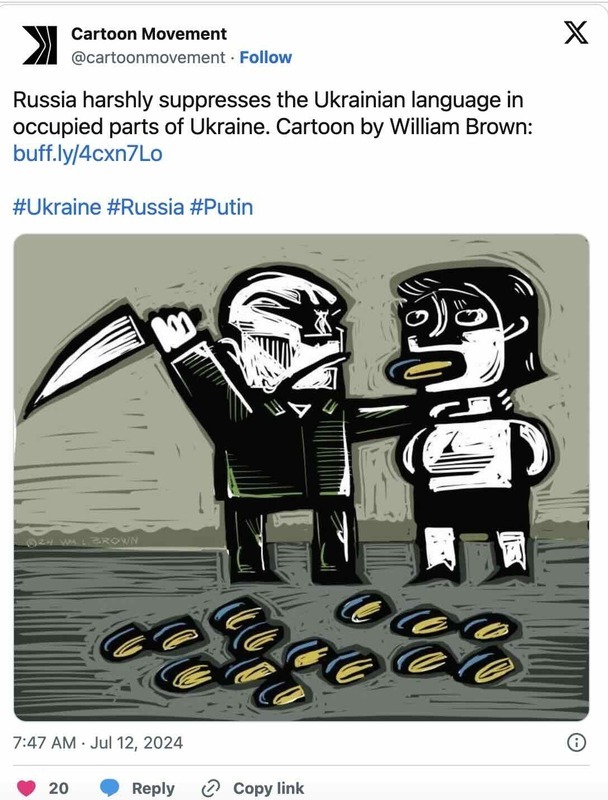 Cartoon Movement
@cartoonmovement · Follow
Russia harshly suppresses the Ukrainian language in
occupied parts of Ukraine. Cartoon by William Brown:
buff.ly/4cxn7Lo
#Ukraine #Russia #Putin
©24 WM. L. BROWN
7:47 AM · Jul 12, 2024
20 Reply Copy link